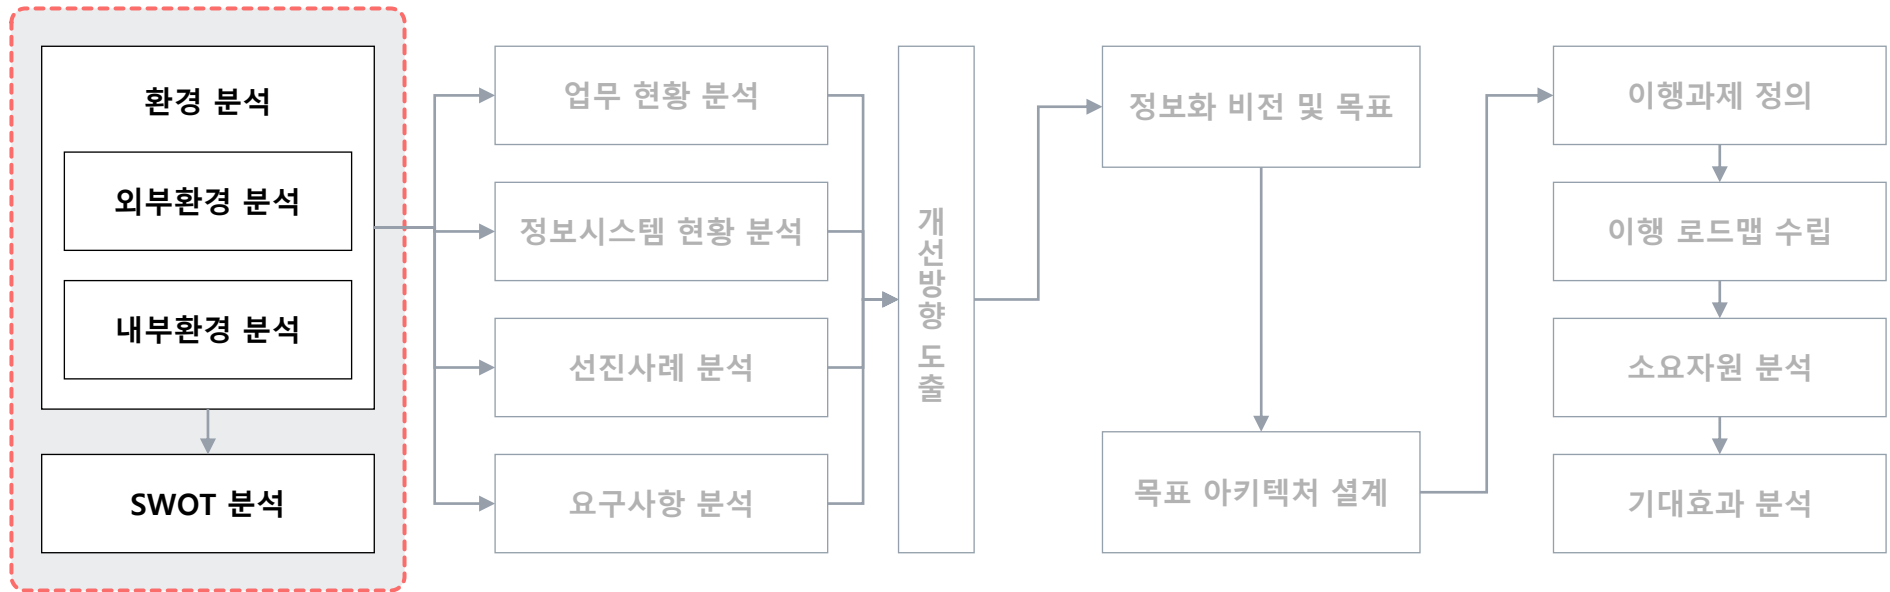 환경 분석
외부환경 분석
내부환경 분석
SWOT 분석
업무 현황 분석
정보시스템 현황 분석
선진사례 분석
요구사항 분석
개선방향 도출
정보화 비전 및 목표
목표 아키텍처 설계
이행과제 정의
이행 로드맵 수립
소요자원 분석
기대효과 분석